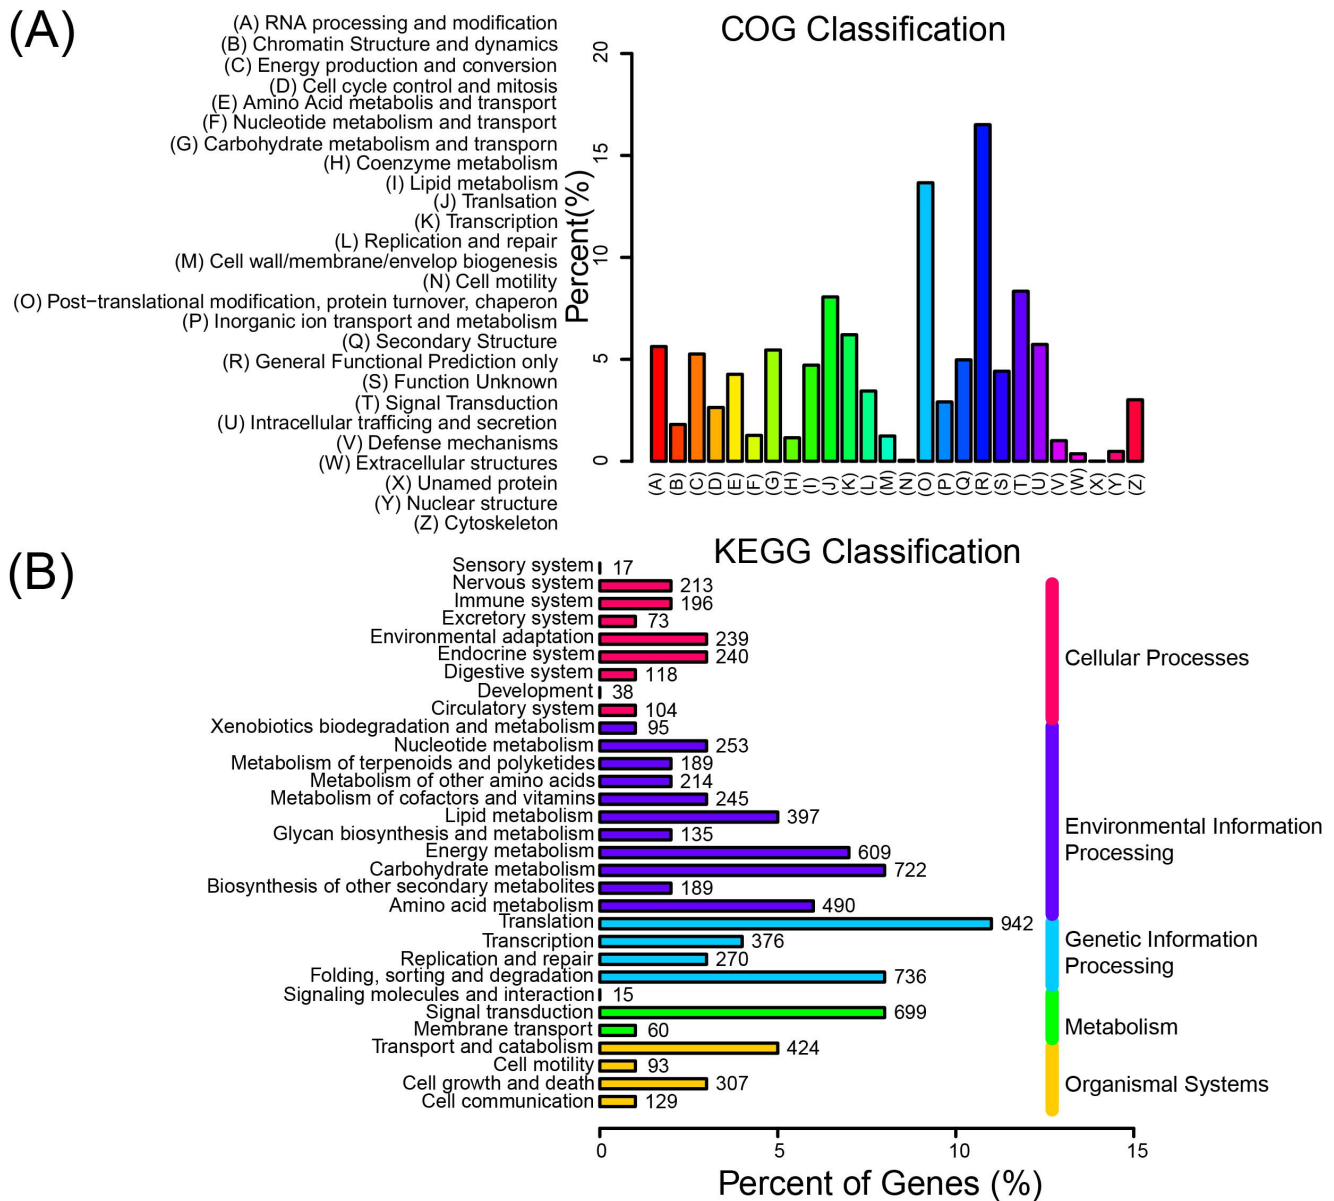 (A)
COG Classification
(A) RNA processing and modification
(B) Chromatin Structure and dynamics
(C) Energy production and conversion
(D) Cell cycle control and mitosis
(E) Amino Acid metabolis and transport
(F) Nucleotide metabolism and transport
(G) Carbohydrate metabolism and transporn
(H) Coenzyme metabolism
(I) Lipid metabolism
(J) Tranlsation
(K) Transcription
(L) Replication and repair
(M) Cell wall/membrane/envelop biogenesis
(N) Cell motility
(O) Post−translational modification, protein turnover, chaperon
(P) Inorganic ion transport and metabolism
(Q) Secondary Structure
(R) General Functional Prediction only
(S) Function Unknown
(T) Signal Transduction
(U) Intracellular trafficing and secretion
(V) Defense mechanisms
(W) Extracellular structures
(X) Unamed protein
(Y) Nuclear structure
(Z) Cytoskeleton
Percent(%)
20
15
10
5
0
(A) (B) (C) (D) (E) (F) (G) (H) (I) (J) (K) (L) (M) (N) (O) (P) (Q) (R) (S) (T) (U) (V) (W) (X) (Y) (Z)
(B)
KEGG Classification
Sensory system 17
Nervous system 213
Immune system 196
Excretory system 73
Environmental adaptation 239
Endocrine system 240
Digestive system 118
Development 38
Circulatory system 104
Xenobiotics biodegradation and metabolism 95
Nucleotide metabolism 253
Metabolism of terpenoids and polyketides 189
Metabolism of other amino acids 214
Metabolism of cofactors and vitamins 245
Lipid metabolism 397
Glycan biosynthesis and metabolism 135
Energy metabolism 609
Carbohydrate metabolism 722
Biosynthesis of other secondary metabolites 189
Amino acid metabolism 490
Translation 942
Transcription 376
Replication and repair 270
Folding, sorting and degradation 736
Signaling molecules and interaction 15
Signal transduction 699
Membrane transport 60
Transport and catabolism 424
Cell motility 93
Cell growth and death 307
Cell communication 129
Cellular Processes
Environmental Information
Processing
Genetic Information
Processing
Metabolism
Organismal Systems
0 5 10 15
Percent of Genes (%)